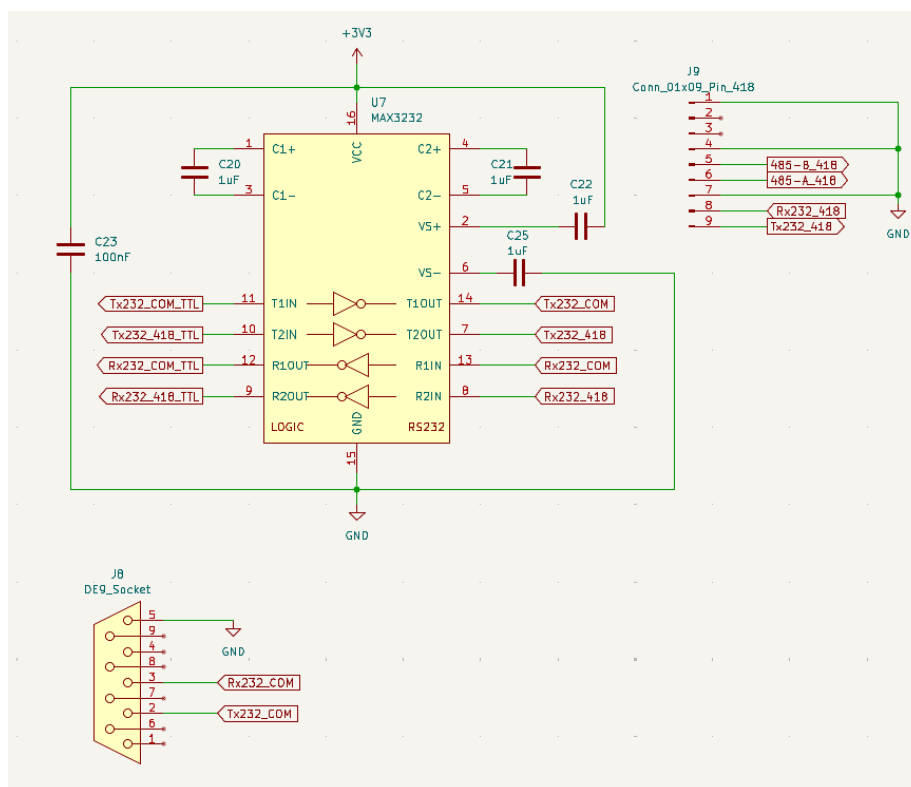 +3V3
J9
Conn_01x09_Pin_418
1
2
3
4
5
485-B_418
6
485-A_418
7
8
Rx232_418
9
Tx232_418
GND
U7
MAX3232
16
VCC
1
C1+
C2+
4
C20
1uF
C21
1uF
3
C1-
C2-
5
C22
1uF
VS+
2
C23
100nF
C25
1uF
VS-
6
Tx232_COM_TTL
11
T1IN
T1OUT
14
Tx232_COM
Tx232_418_TTL
10
T2IN
T2OUT
7
Tx232_418
Rx232_COM_TTL
12
R1OUT
R1IN
13
Rx232_COM
Rx232_418_TTL
9
R2OUT
R2IN
8
Rx232_418
LOGIC
GND
RS232
15
GND
J8
DE9_Socket
5
9
4
GND
8
3
Rx232_COM
7
2
Tx232_COM
6
1